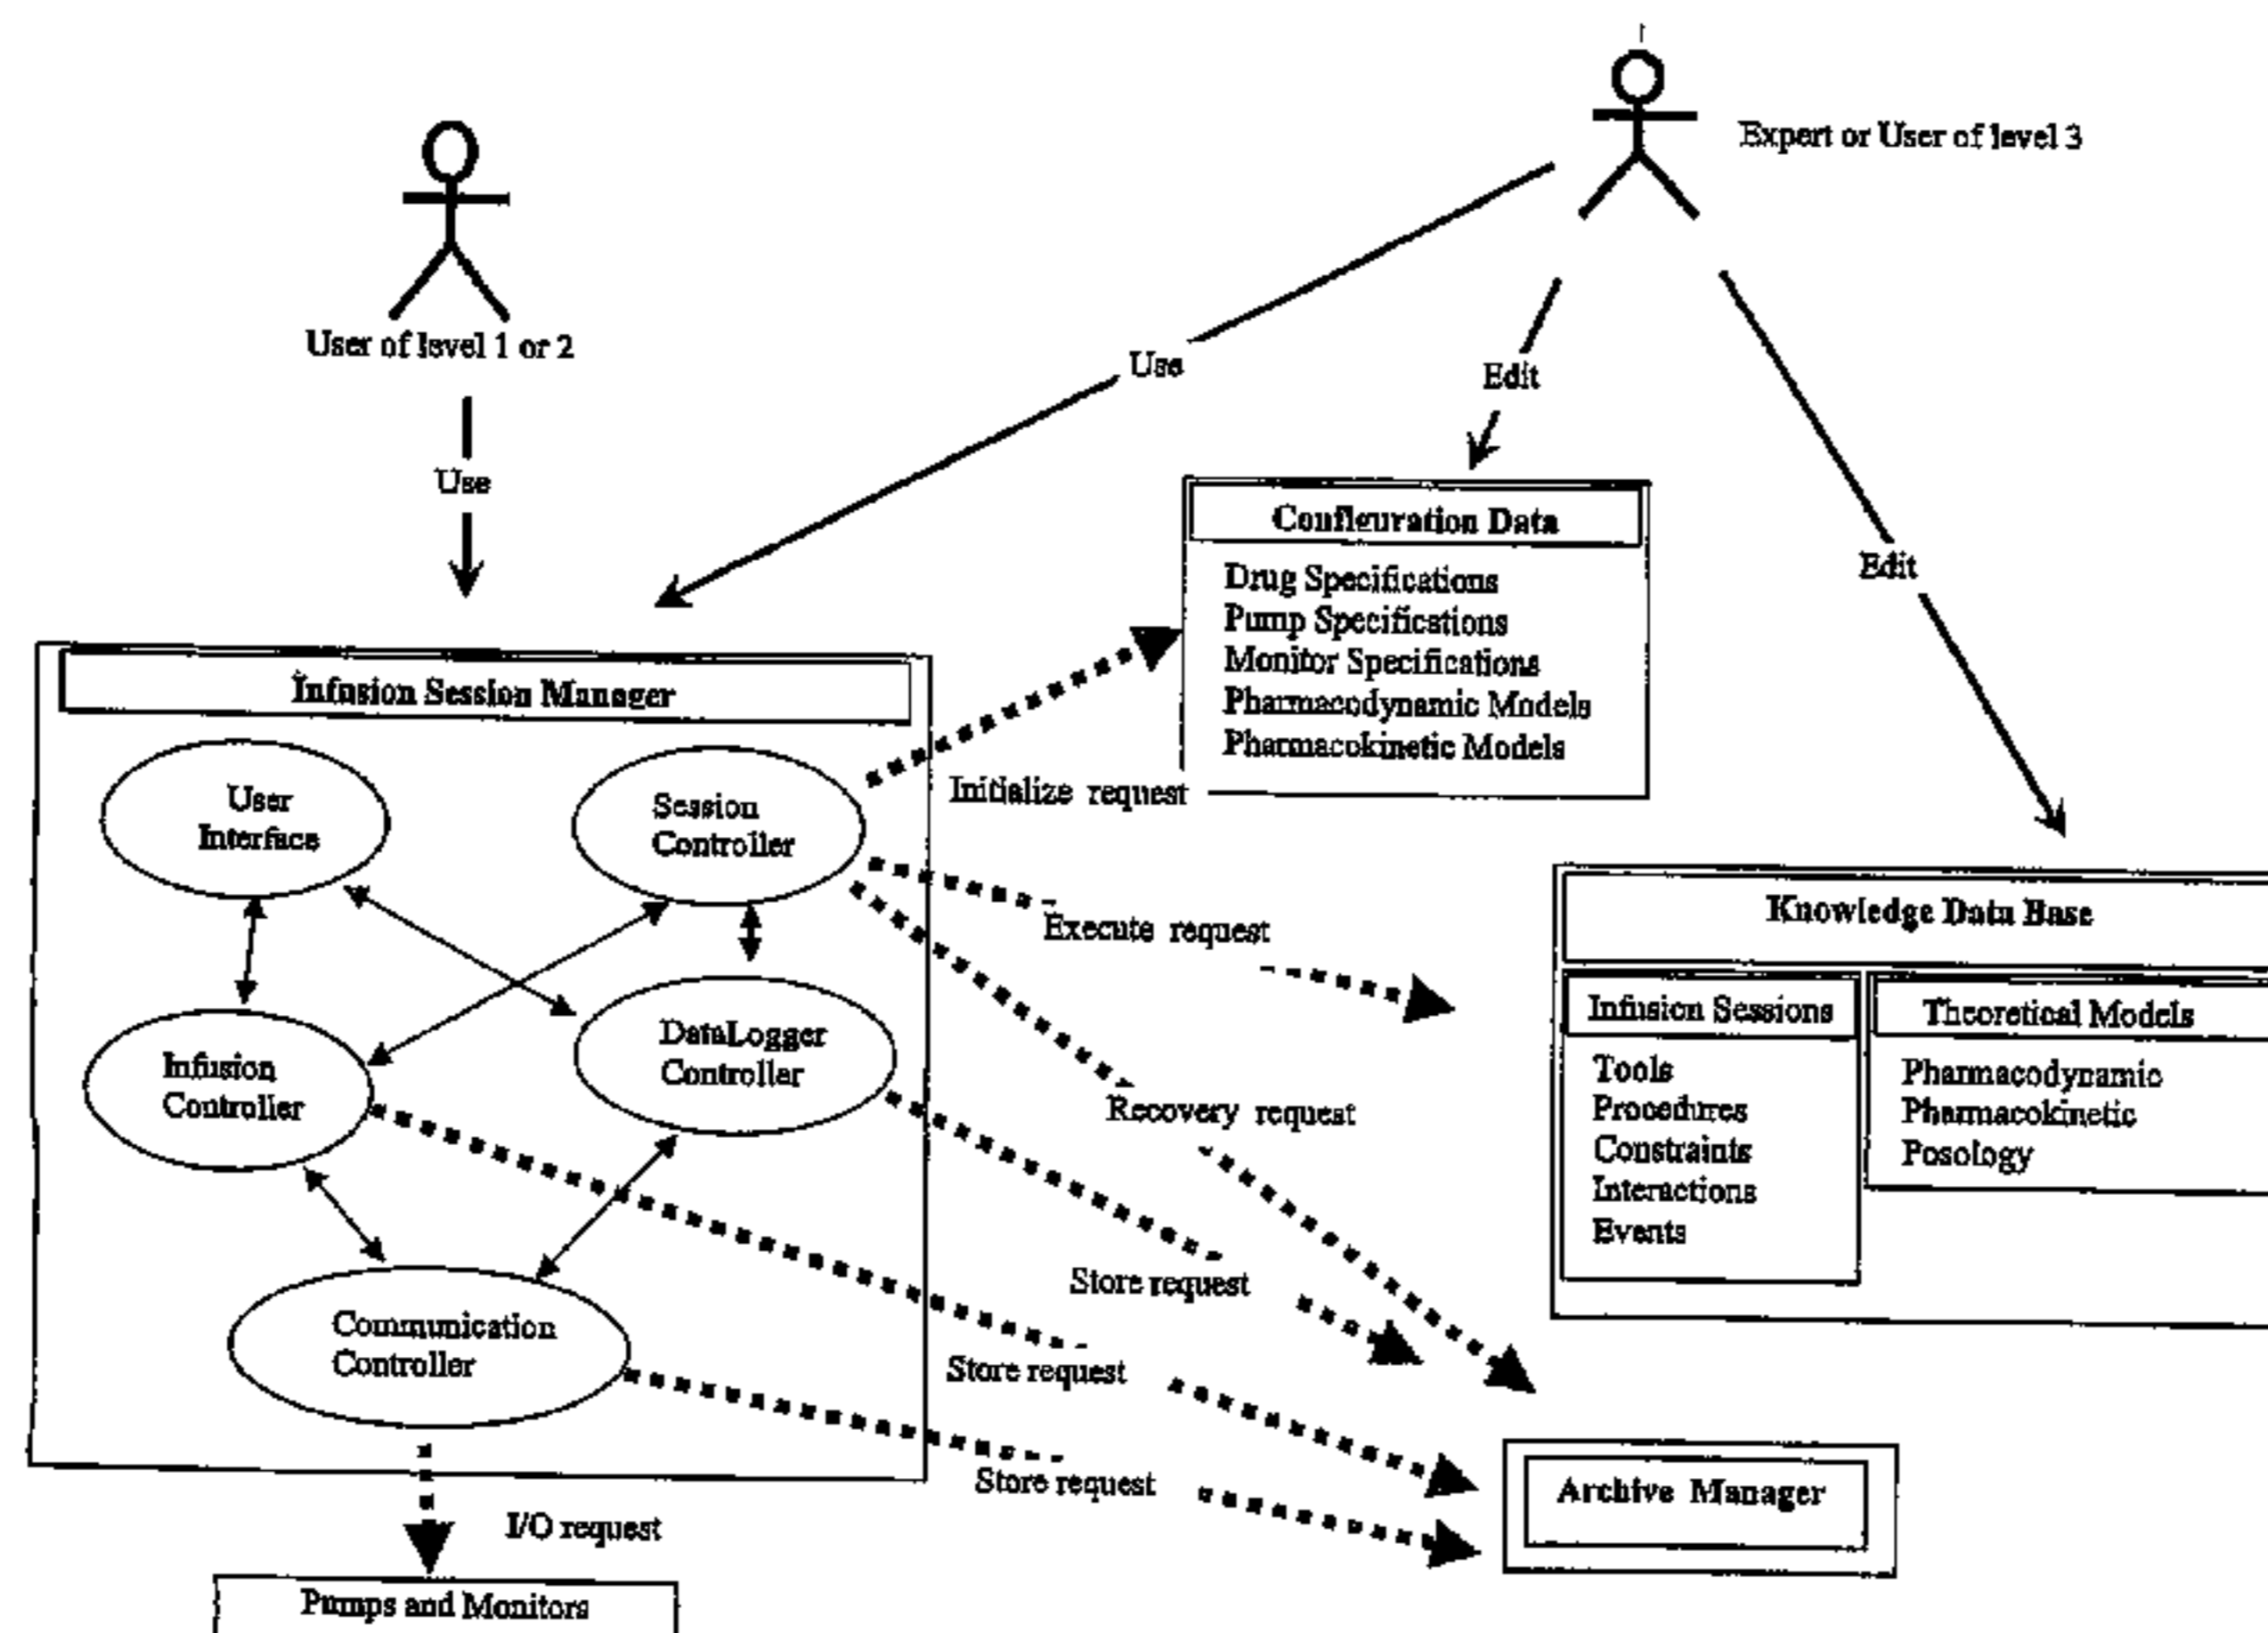 Expert or User of level 3
User of level 1 or 2
Use
Use
Edit
Edit
Configuration Data
Drug Specifications
Pump Specifications
Monitor Specifications
Pharmacodynamic Models
Pharmacokinetic Models
Infusion Session Manager
User
Interface
Session
Controller
Infusion
Controller
DataLogger
Controller
Communication
Controller
Initialize request
Execute request
Recovery request
Store request
Store request
Store request
I/O request
Pumps and Monitors
Knowledge Data Base
Infusion Sessions
Tools
Procedures
Constraints
Interactions
Events
Theoretical Models
Pharmacodynamic
Pharmacokinetic
Posology
Archive Manager